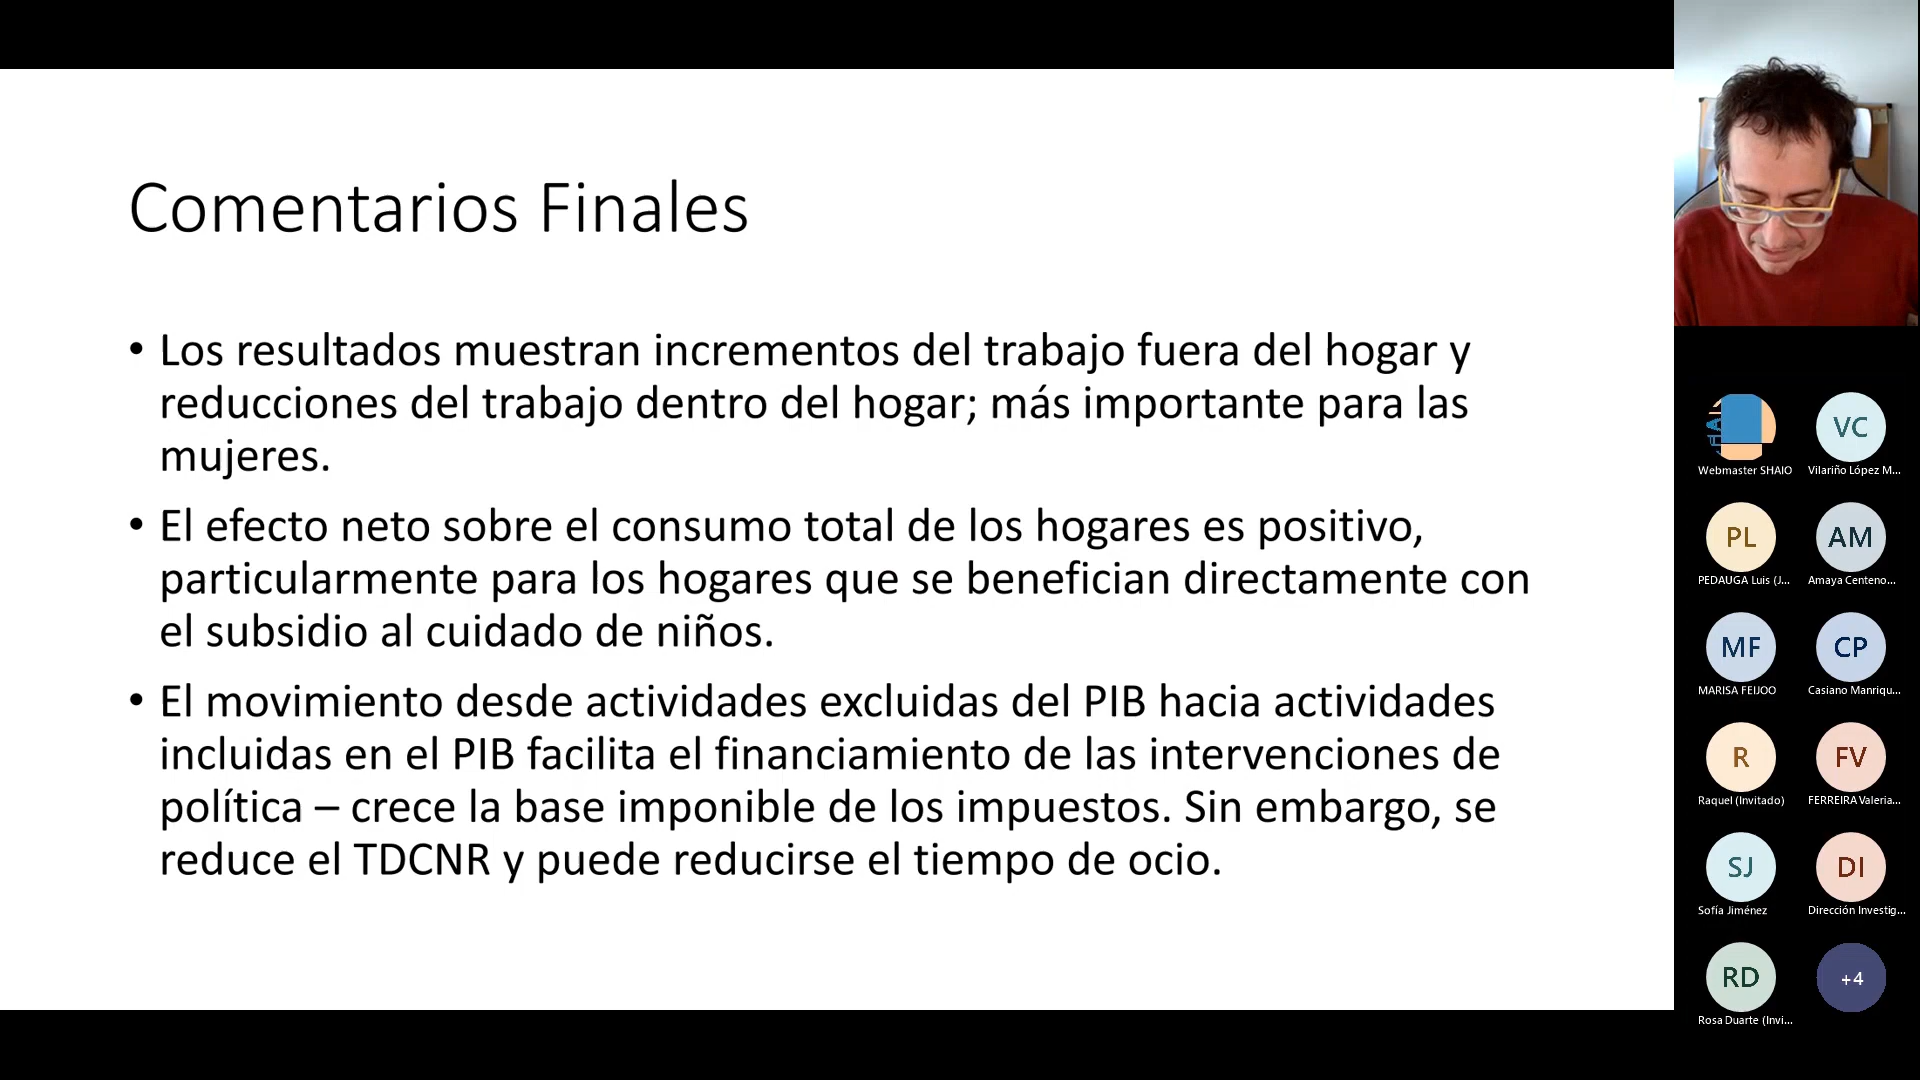 Comentarios Finales
• Los resultados muestran incrementos del trabajo fuera del hogar y
reducciones del trabajo dentro del hogar; más importante para las
mujeres.
• El efecto neto sobre el consumo total de los hogares es positivo,
particularmente para los hogares que se benefician directamente con
el subsidio al cuidado de niños.
• El movimiento desde actividades excluidas del PIB hacia actividades
incluidas en el PIB facilita el financiamiento de las intervenciones de
política – crece la base imponible de los impuestos. Sin embargo, se
reduce el TDCNR y puede reducirse el tiempo de ocio.
Webmaster SHAIO
VC
Vilariño López M...
PL
PEDAUGA Luis (J...
AM
Amaya Centeno...
MF
MARISA FEIJOO
CP
Casiano Manriqu...
R
Raquel (Invitado)
FV
FERREIRA Valeria...
SJ
Sofía Jiménez
DI
Dirección Investig...
RD
Rosa Duarte (Invi...
+4